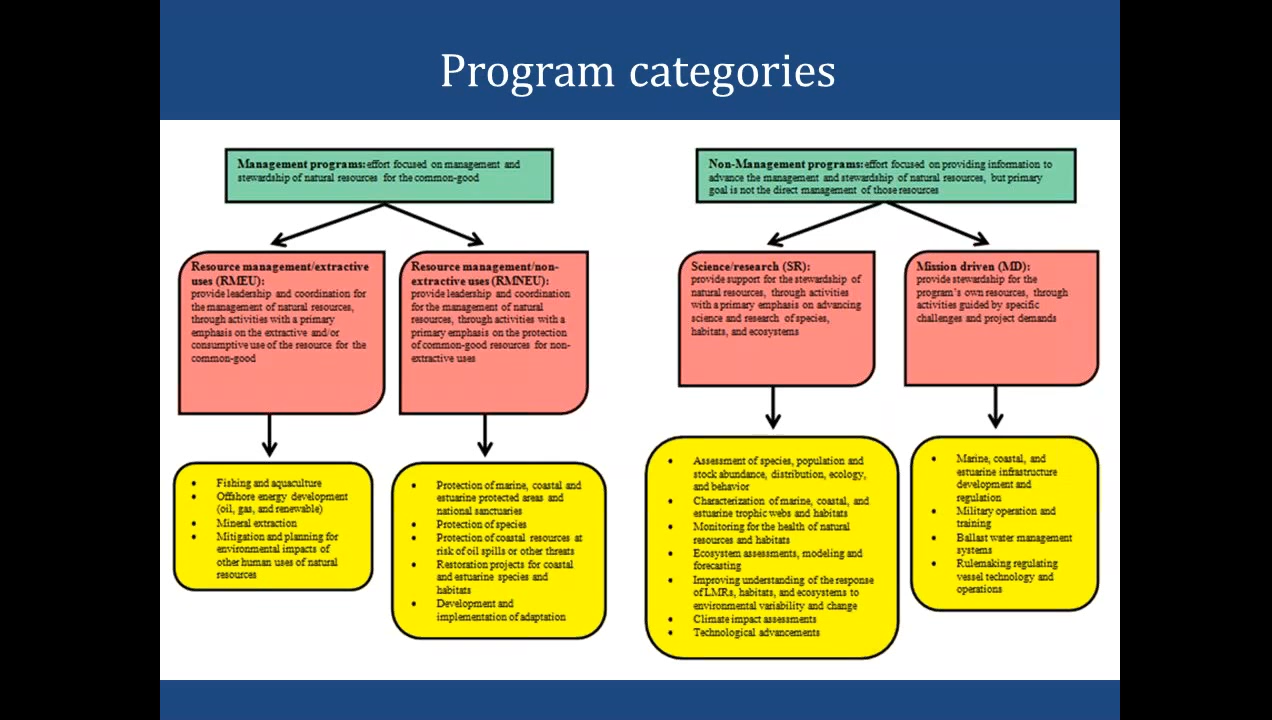 Program categories
Management programs: effort focused on management and
stewardship of natural resources for the common-good
Non-Management programs: effort focused on providing information to
advance the management and stewardship of natural resources, but primary
goal is not the direct management of those resources
Resource management/extractive
uses (RMEU):
provide leadership and coordination for
the management of natural resources,
through activities with a primary
emphasis on the extractive and/or
consumptive use of the resource for the
common-good
Resource management/non-
extractive uses (RMNEU):
provide leadership and coordination
for the management of natural
resources, through activities with a
primary emphasis on the protection
of common-good resources for non-
extractive uses
Science/research (SR):
provide support for the stewardship of
natural resources, through activities
with a primary emphasis on advancing
science and research of species,
habitats, and ecosystems
Mission driven (MD):
provide stewardship for the
program's own resources, through
activities guided by specific
challenges and project demands
• Fishing and aquaculture
• Offshore energy development
(oil, gas, and renewable)
• Mineral extraction
• Mitigation and planning for
environmental impacts of
other human uses of natural
resources
• Protection of marine, coastal and
estuarine protected areas and
national sanctuaries
• Protection of species
• Protection of coastal resources at
risk of oil spills or other threats
• Restoration projects for coastal
and estuarine species and
habitats
• Development and
implementation of adaptation
• Assessment of species, population and
stock abundance, distribution, ecology,
and behavior
• Characterization of marine, coastal, and
estuarine trophic webs and habitats
• Monitoring for the health of natural
resources and habitats
• Ecosystem assessments, modeling and
forecasting
• Improving understanding of the response
of LMRs, habitats, and ecosystems to
environmental variability and change
• Climate impact assessments
• Technological advancements
• Marine, coastal, and
estuarine infrastructure
development and
regulation
• Military operation and
training
• Ballast water management
systems
• Rulemaking regulating
vessel technology and
operations